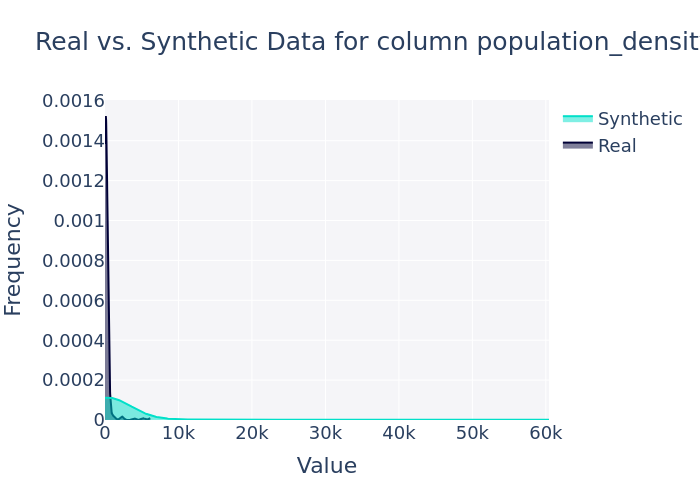 Real vs. Synthetic Data for column population_densit
0.0016
0.0014
0.0012
0.001
0.0008
0.0006
0.0004
0.0002
0
Frequency
0 10k 20k 30k 40k 50k 60k
Value
Synthetic
Real